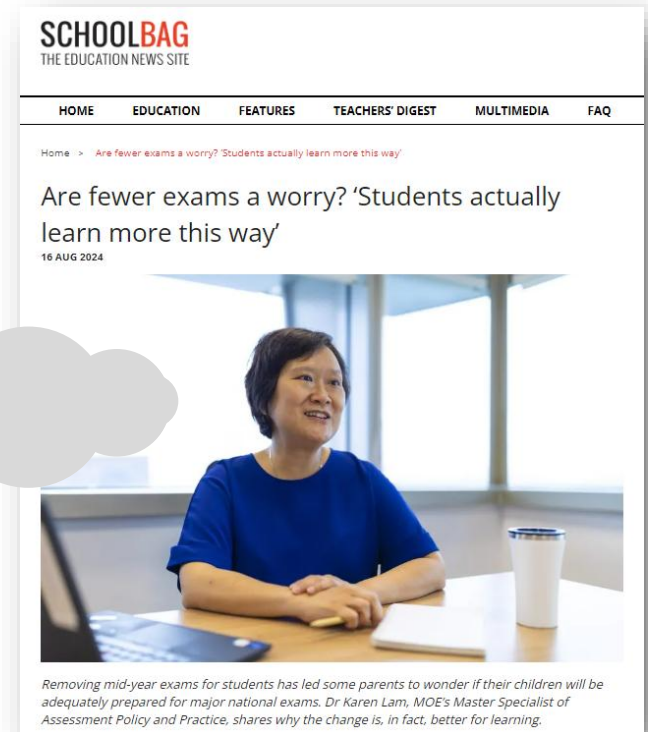 SCHOOLBAG
THE EDUCATION NEWS SITE
HOME EDUCATION FEATURES TEACHERS' DIGEST MULTIMEDIA FAQ
Home > Are fewer exams a worry? 'Students actually learn more this way'
Are fewer exams a worry? ‘Students actually
learn more this way’
16 AUG 2024
Removing mid-year exams for students has led some parents to wonder if their children will be
adequately prepared for major national exams. Dr Karen Lam, MOE's Master Specialist of
Assessment Policy and Practice, shares why the change is, in fact, better for learning.